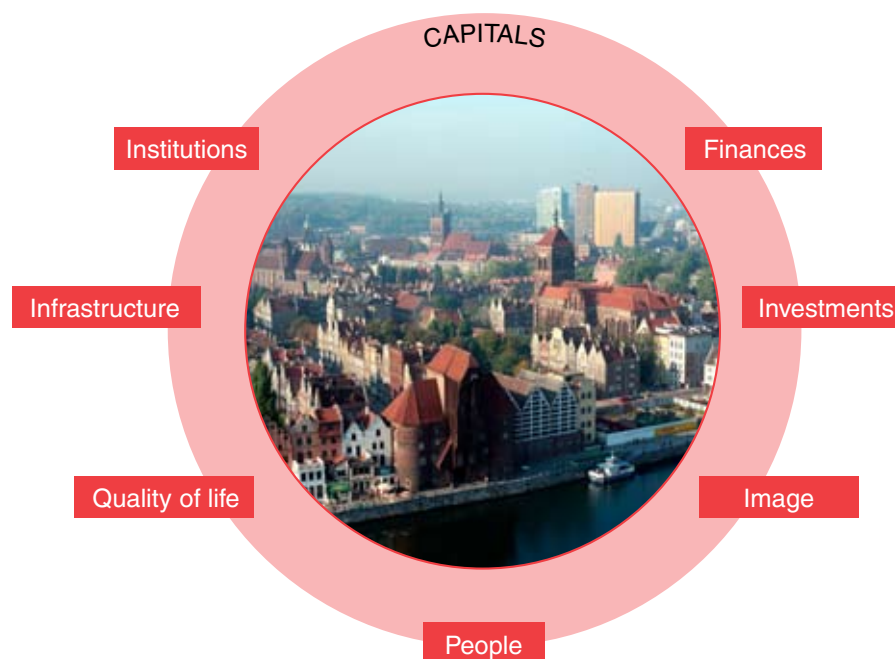 CAPITALS
Institutions
Finances
Infrastructure
Investments
Quality of life
Image
People